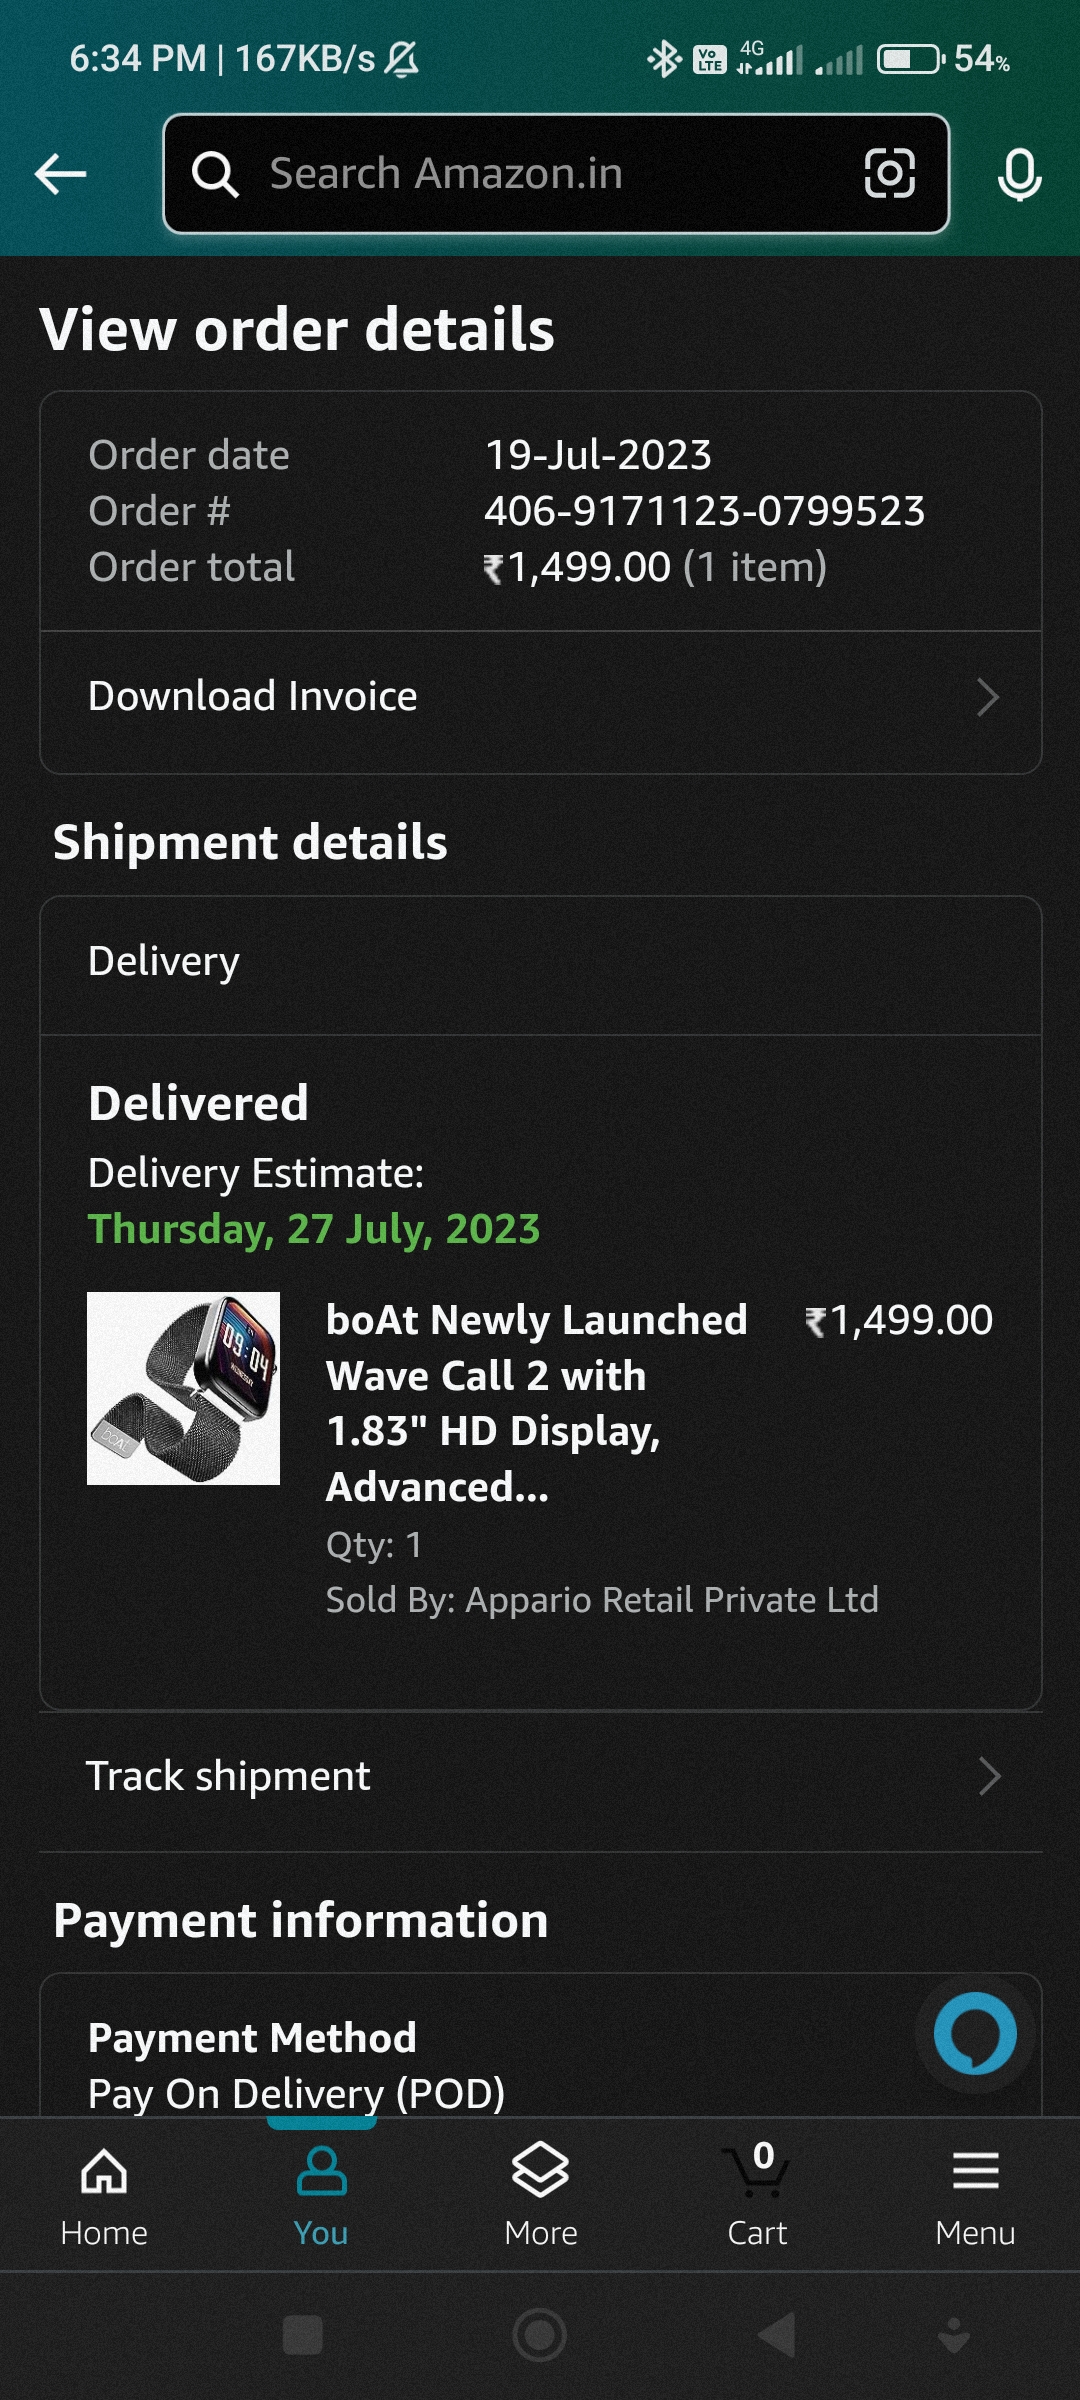 6:34 PM | 167KB/s
Vo LTE 4G 54%
Search Amazon.in
View order details
Order date 19-Jul-2023
Order # 406-9171123-0799523
Order total ₹1,499.00 (1 item)
Download Invoice
Shipment details
Delivery
Delivered
Delivery Estimate:
Thursday, 27 July, 2023
09:04
WEDNESDAY
boAt
boAt Newly Launched ₹1,499.00
Wave Call 2 with
1.83" HD Display,
Advanced...
Qty: 1
Sold By: Appario Retail Private Ltd
Track shipment
Payment information
Payment Method
Pay On Delivery (POD)
0
Home You More Cart Menu